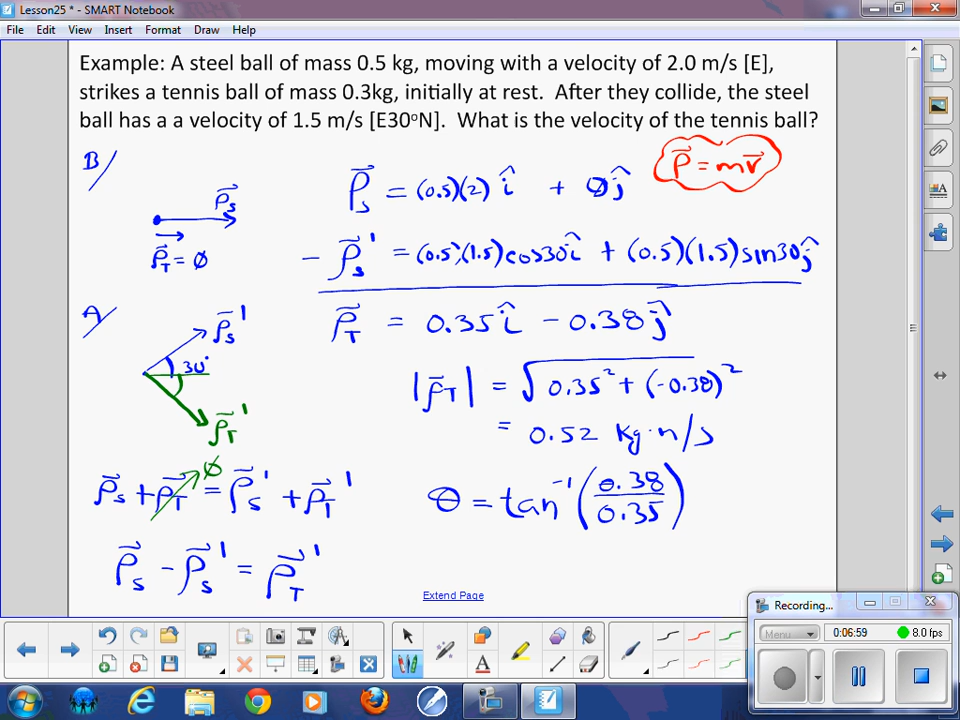 Lesson25 * - SMART Notebook
File Edit View Insert Format Draw Help
Example: A steel ball of mass 0.5 kg, moving with a velocity of 2.0 m/s [E],
strikes a tennis ball of mass 0.3kg, initially at rest. After they collide, the steel
ball has a a velocity of 1.5 m/s [E30°N]. What is the velocity of the tennis ball?
B/
P⃗s
P⃗T = ∅
P⃗ = mv⃗
P⃗s = (0.5)(2) î + ∅ĵ
- P⃗s' = (0.5)(1.5)cos30î + (0.5)(1.5)sin30ĵ
A/
P⃗s'
30°
P⃗T'
P⃗T = 0.35î - 0.38ĵ
|P⃗T| = √0.35² + (-0.38)²
= 0.52 kg·m/s
∅
P⃗s + P⃗T = P⃗s' + P⃗T'
θ = tan⁻¹(0.38/0.35)
P⃗s - P⃗s' = P⃗T'
Extend Page
Recording...
Menu 0:06:59 8.0 fps